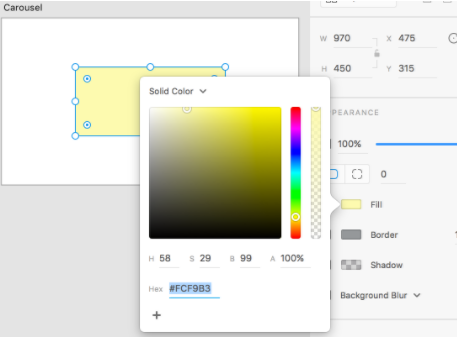 Carousel
W 970 X 475
H 450 Y 315
Solid Color
PPEARANCE
100%
0
Fill
Border
Shadow
Background Blur
H 58 S 29 B 99 A 100%
Hex #FCF9B3
+